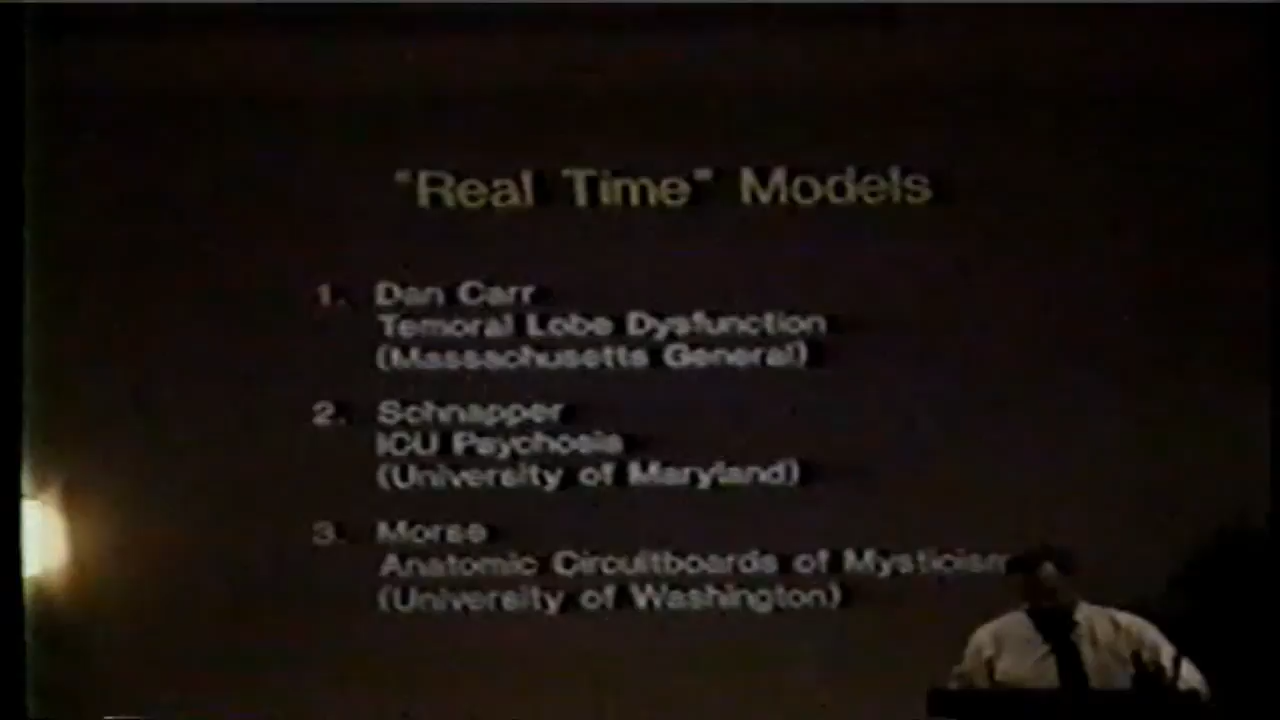 "Real Time" Models
1. Dan Carr
Temoral Lobe Dysfunction
(Massachusetts General)
2. Schnapper
ICU Psychosis
(University of Maryland)
3. Morse
Anatomic Circuitboards of Mysticism
(University of Washington)